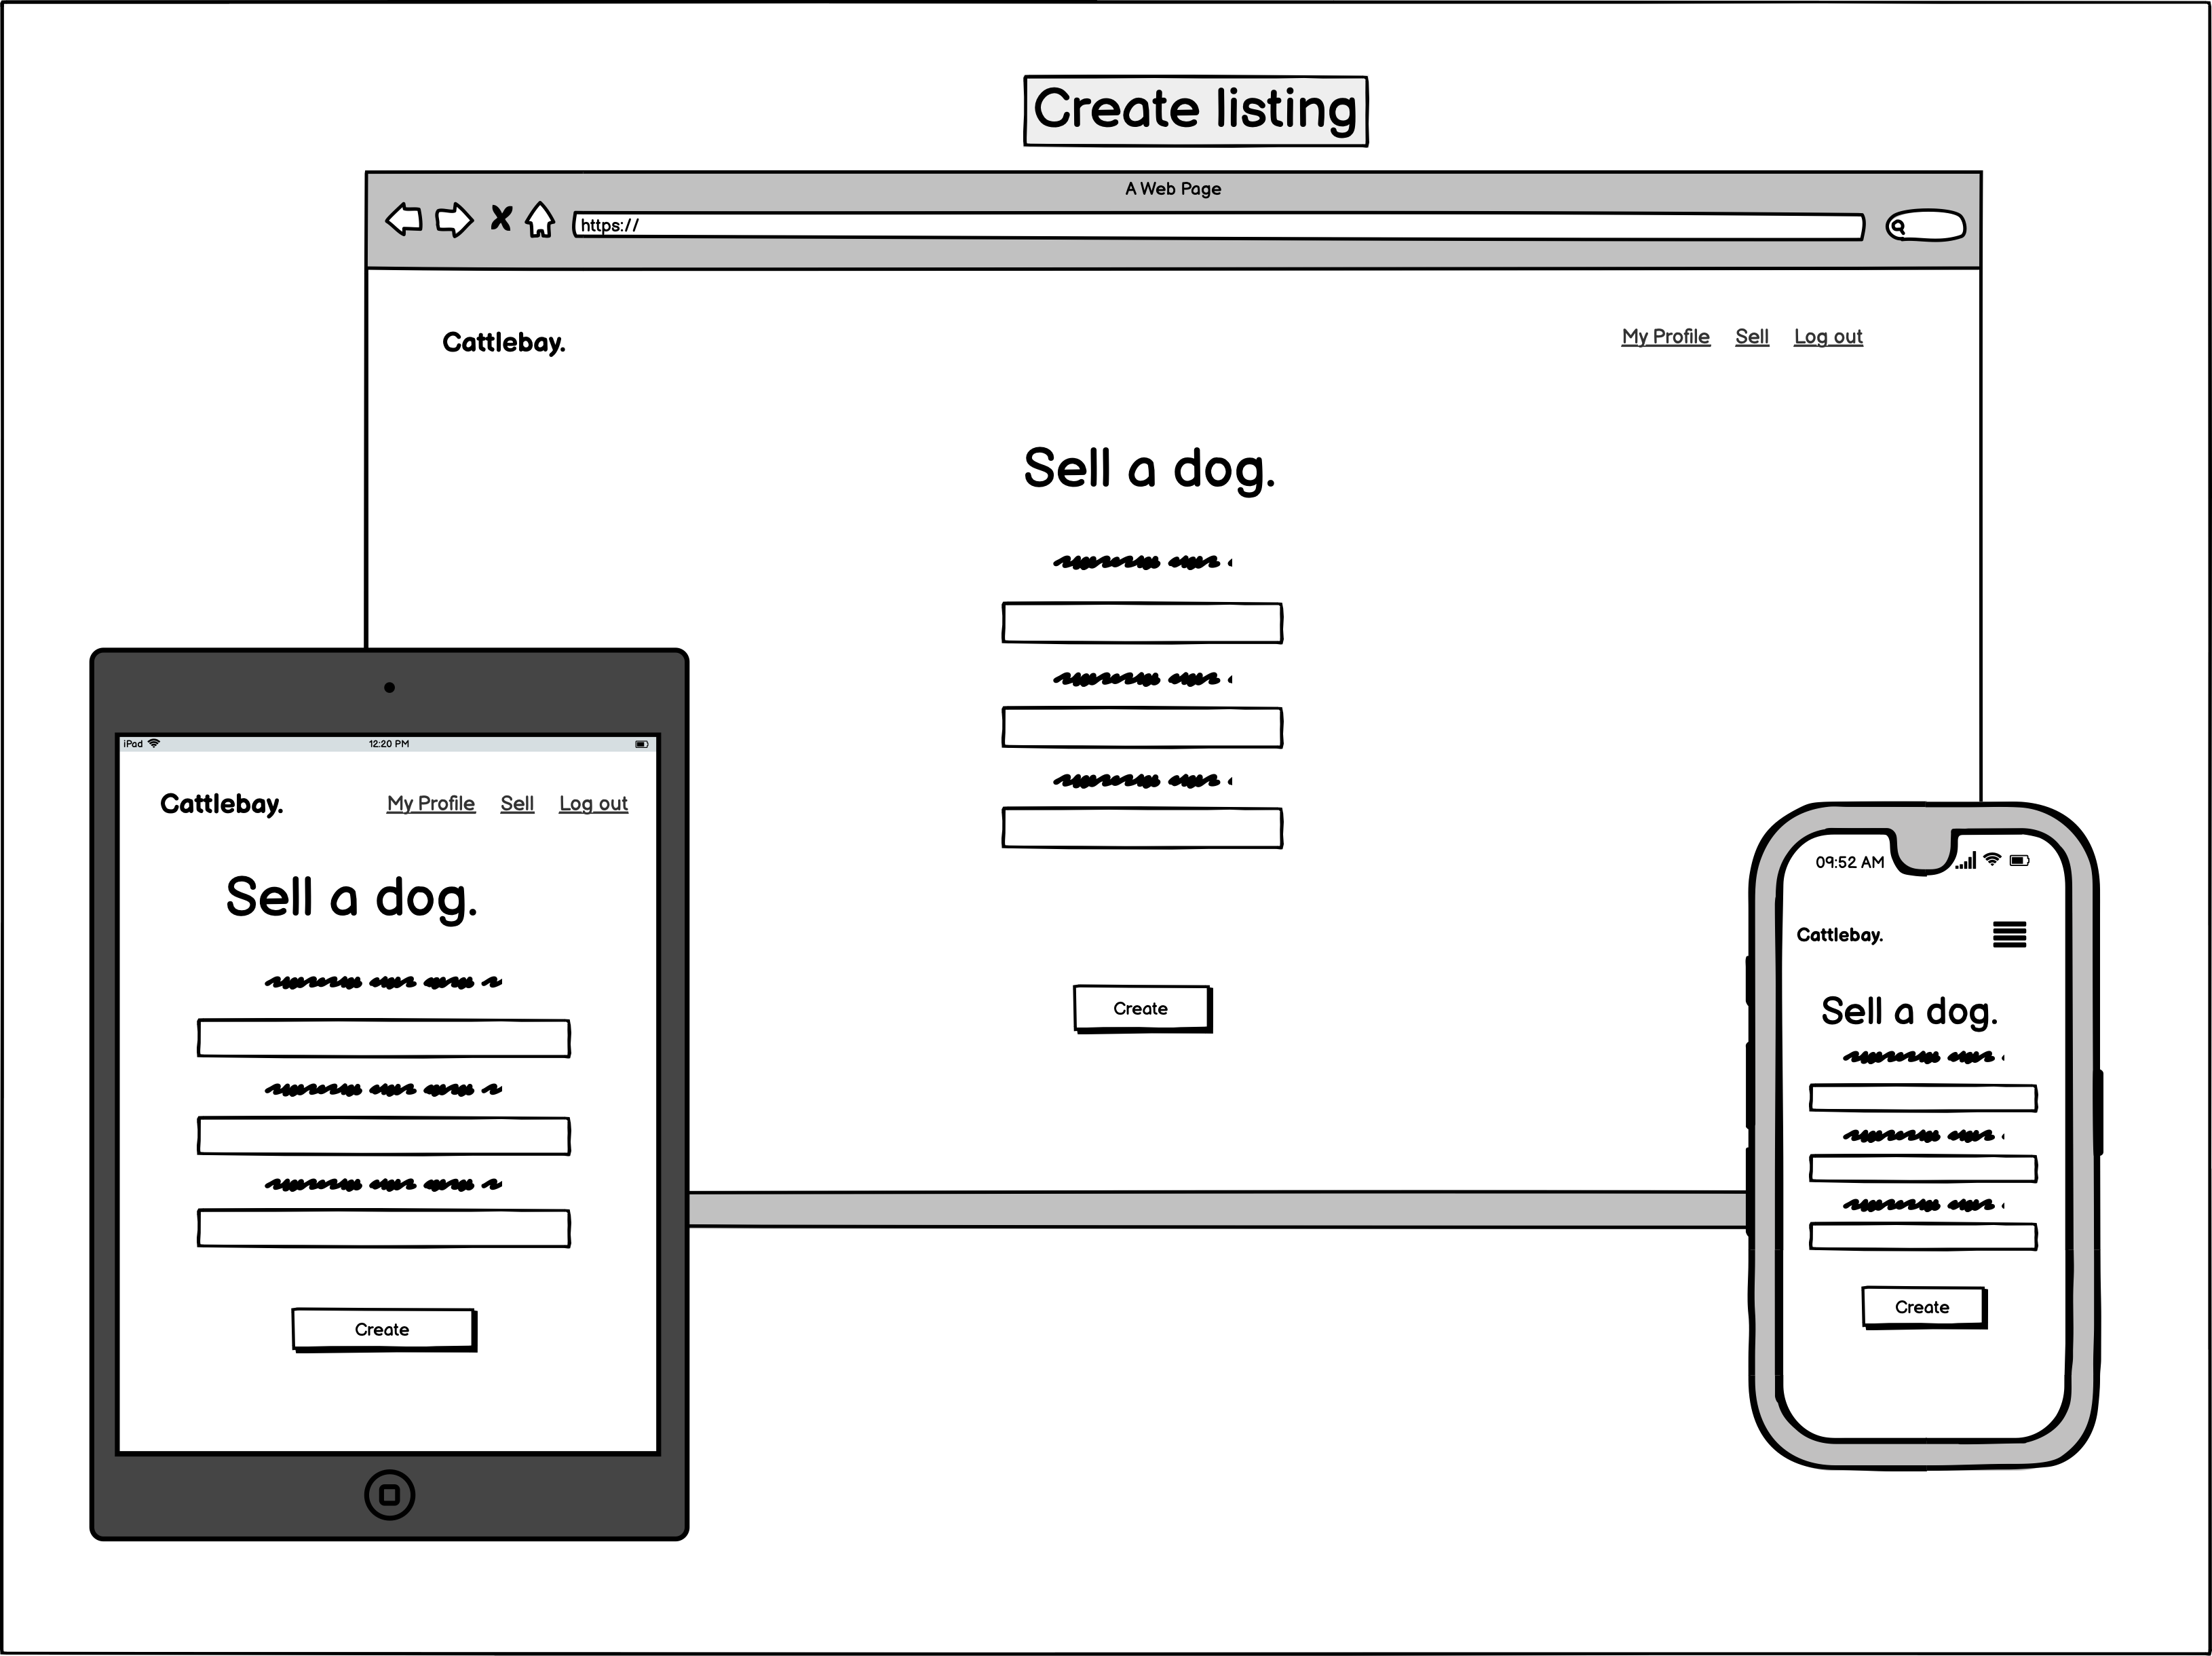 Create listing
A Web Page
https://
Cattlebay.
My Profile Sell Log out
Sell a dog.
Create
iPad
12:20 PM
Cattlebay.
My Profile Sell Log out
Sell a dog.
Create
09:52 AM
Cattlebay.
Sell a dog.
Create